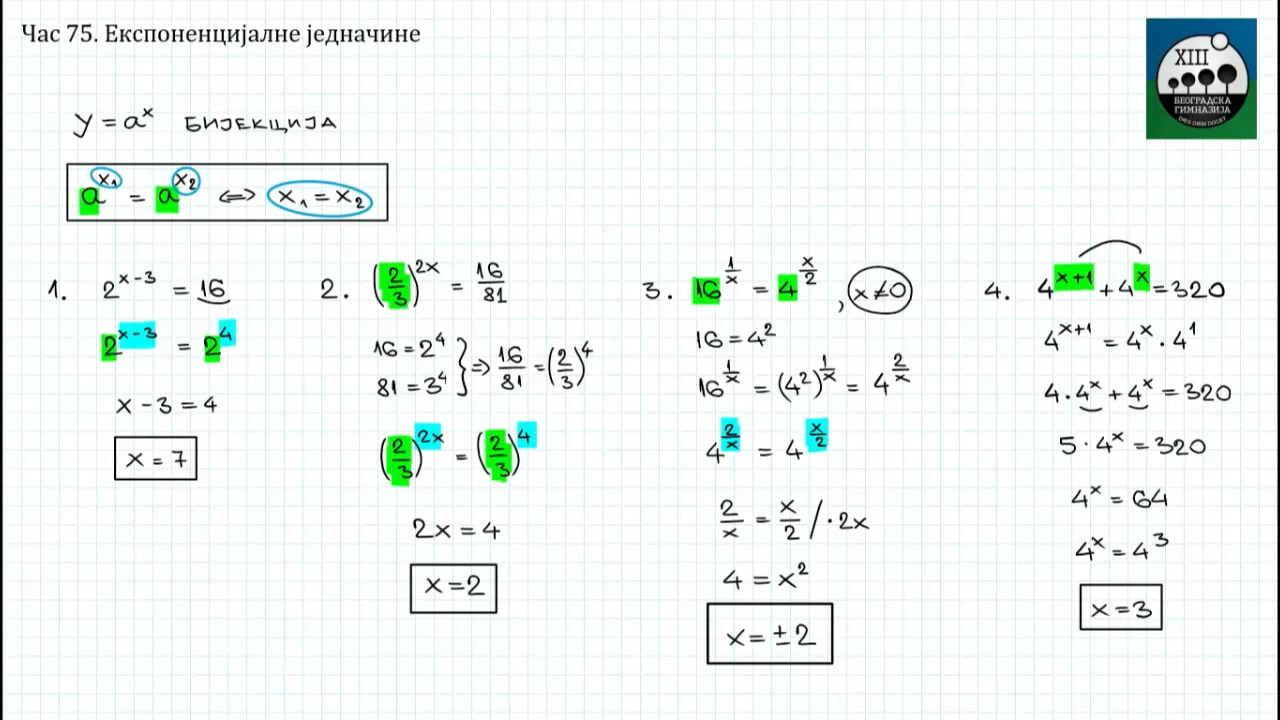 Час 75. Експоненцијалне једначине
XIII
БЕОГРАДСКА
ГИМНАЗИЈА
DIES DIEM DOCET
y = a^x БИЈЕКЦИЈА
a^(x₁) = a^(x₂) ⇔ x₁ = x₂
1. 2^(x-3) = 16
2^(x-3) = 2^4
x - 3 = 4
x = 7
2. (2/3)^(2x) = 16/81
16 = 2^4
81 = 3^4 } ⇒ 16/81 = (2/3)^4
(2/3)^(2x) = (2/3)^4
2x = 4
x = 2
3. 16^(1/x) = 4^(x/2), x ≠ 0
16 = 4^2
16^(1/x) = (4^2)^(1/x) = 4^(2/x)
4^(2/x) = 4^(x/2)
2/x = x/2 / · 2x
4 = x^2
x = ± 2
4. 4^(x+1) + 4^x = 320
4^(x+1) = 4^x · 4^1
4 · 4^x + 4^x = 320
5 · 4^x = 320
4^x = 64
4^x = 4^3
x = 3